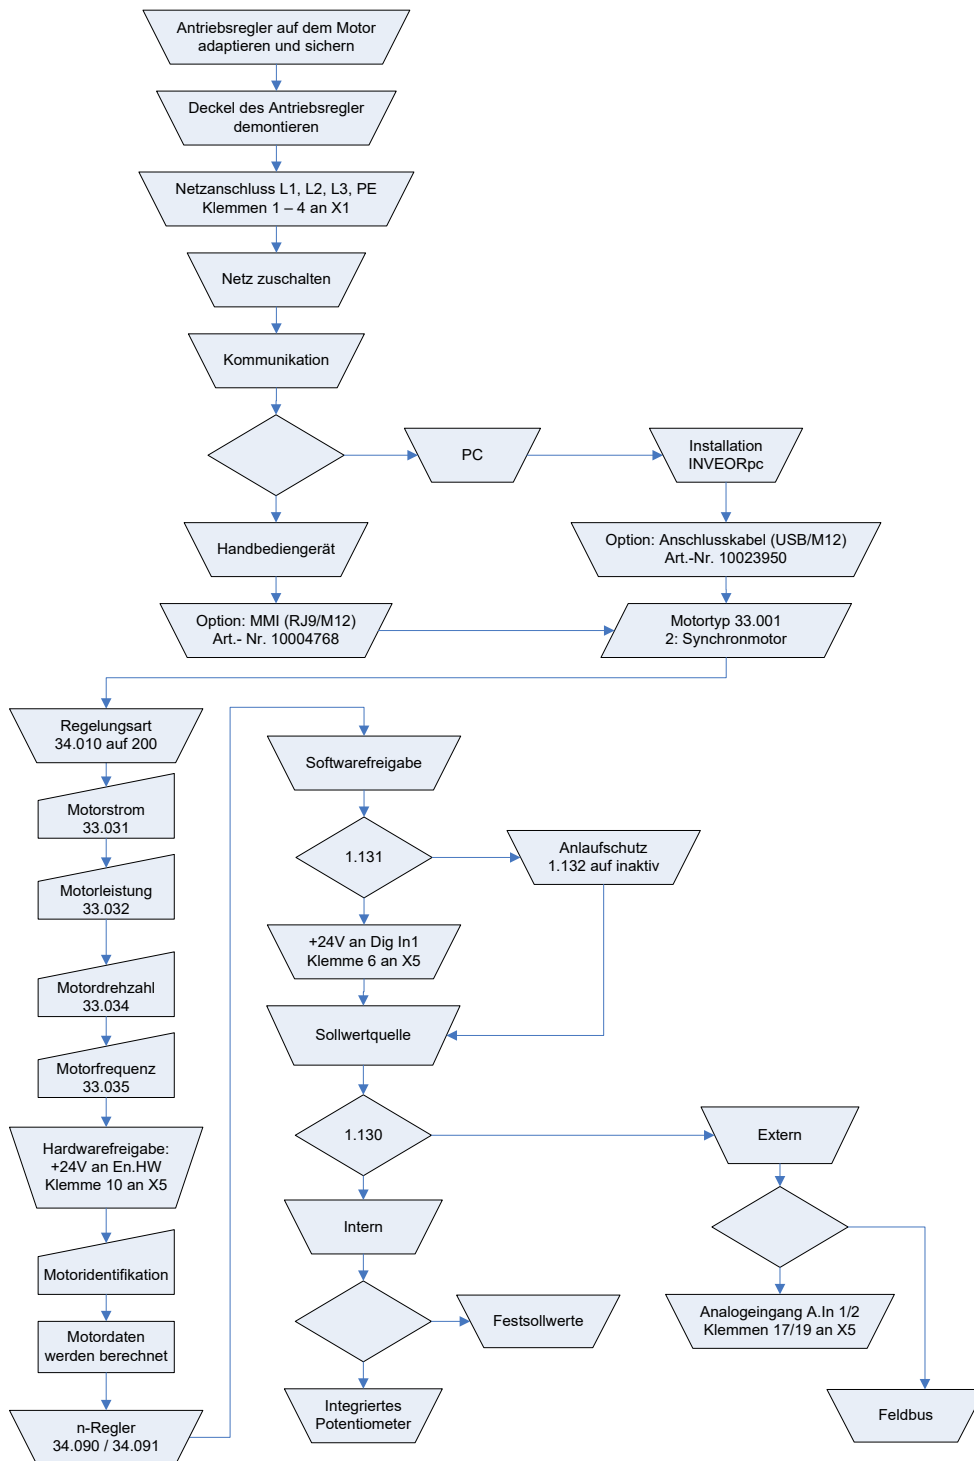 Antriebsregler auf dem Motor
adaptieren und sichern
Deckel des Antriebsregler
demontieren
Netzanschluss L1, L2, L3, PE
Klemmen 1 – 4 an X1
Netz zuschalten
Kommunikation
PC
Installation
INVEORpc
Handbediengerät
Option: Anschlusskabel (USB/M12)
Art.-Nr. 10023950
Option: MMI (RJ9/M12)
Art.- Nr. 10004768
Motortyp 33.001
2: Synchronmotor
Regelungsart
34.010 auf 200
Motorstrom
33.031
Motorleistung
33.032
Motordrehzahl
33.034
Motorfrequenz
33.035
Hardwarefreigabe:
+24V an En.HW
Klemme 10 an X5
Motoridentifikation
Motordaten
werden berechnet
n-Regler
34.090 / 34.091
Softwarefreigabe
1.131
Anlaufschutz
1.132 auf inaktiv
+24V an Dig In1
Klemme 6 an X5
Sollwertquelle
1.130
Extern
Intern
Festsollwerte
Analogeingang A.In 1/2
Klemmen 17/19 an X5
Integriertes
Potentiometer
Feldbus